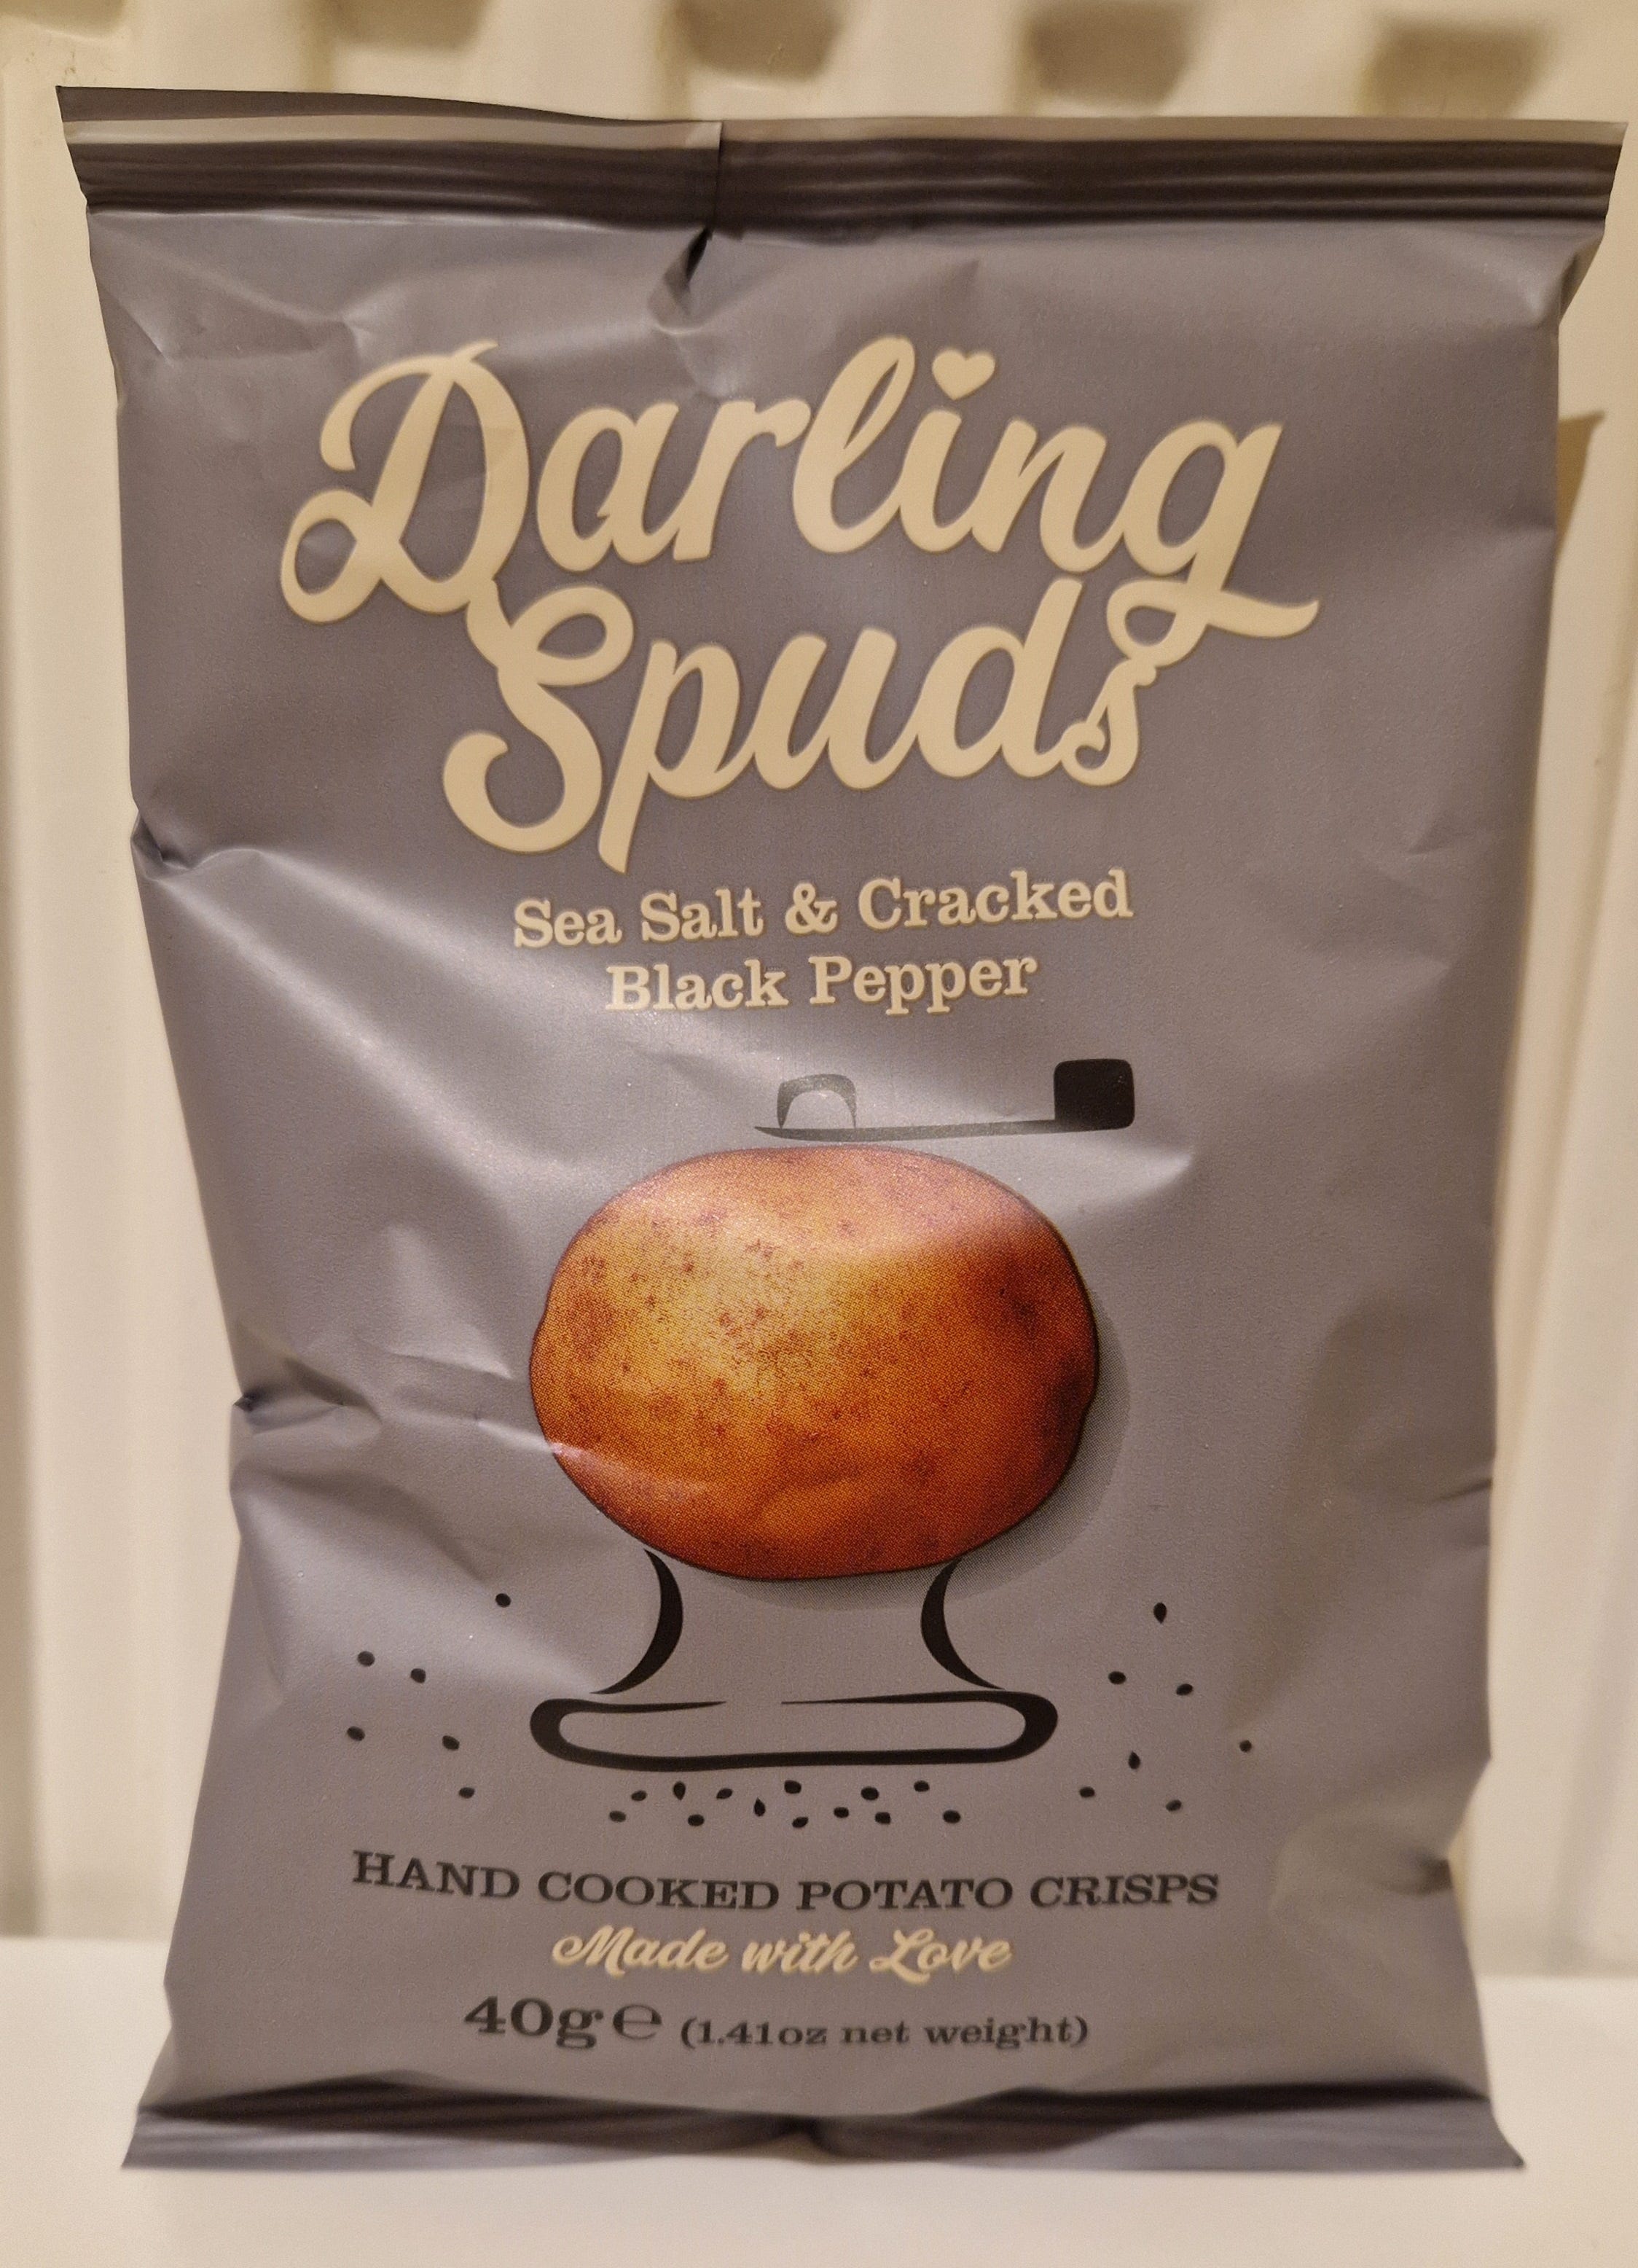 Darling
Spuds
Sea Salt & Cracked
Black Pepper
HAND COOKED POTATO CRISPS
Made with Love
40g ℮ (1.41oz net weight)